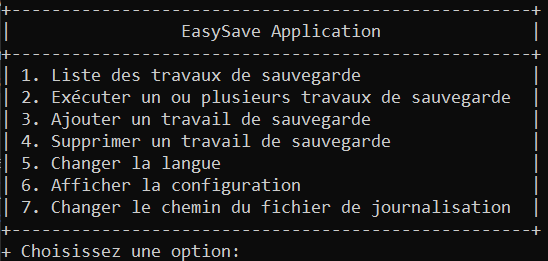 +----------------------------------------------------+
| EasySave Application |
+----------------------------------------------------+
| 1. Liste des travaux de sauvegarde |
| 2. Exécuter un ou plusieurs travaux de sauvegarde |
| 3. Ajouter un travail de sauvegarde |
| 4. Supprimer un travail de sauvegarde |
| 5. Changer la langue |
| 6. Afficher la configuration |
| 7. Changer le chemin du fichier de journalisation |
+----------------------------------------------------+
+ Choisissez une option: